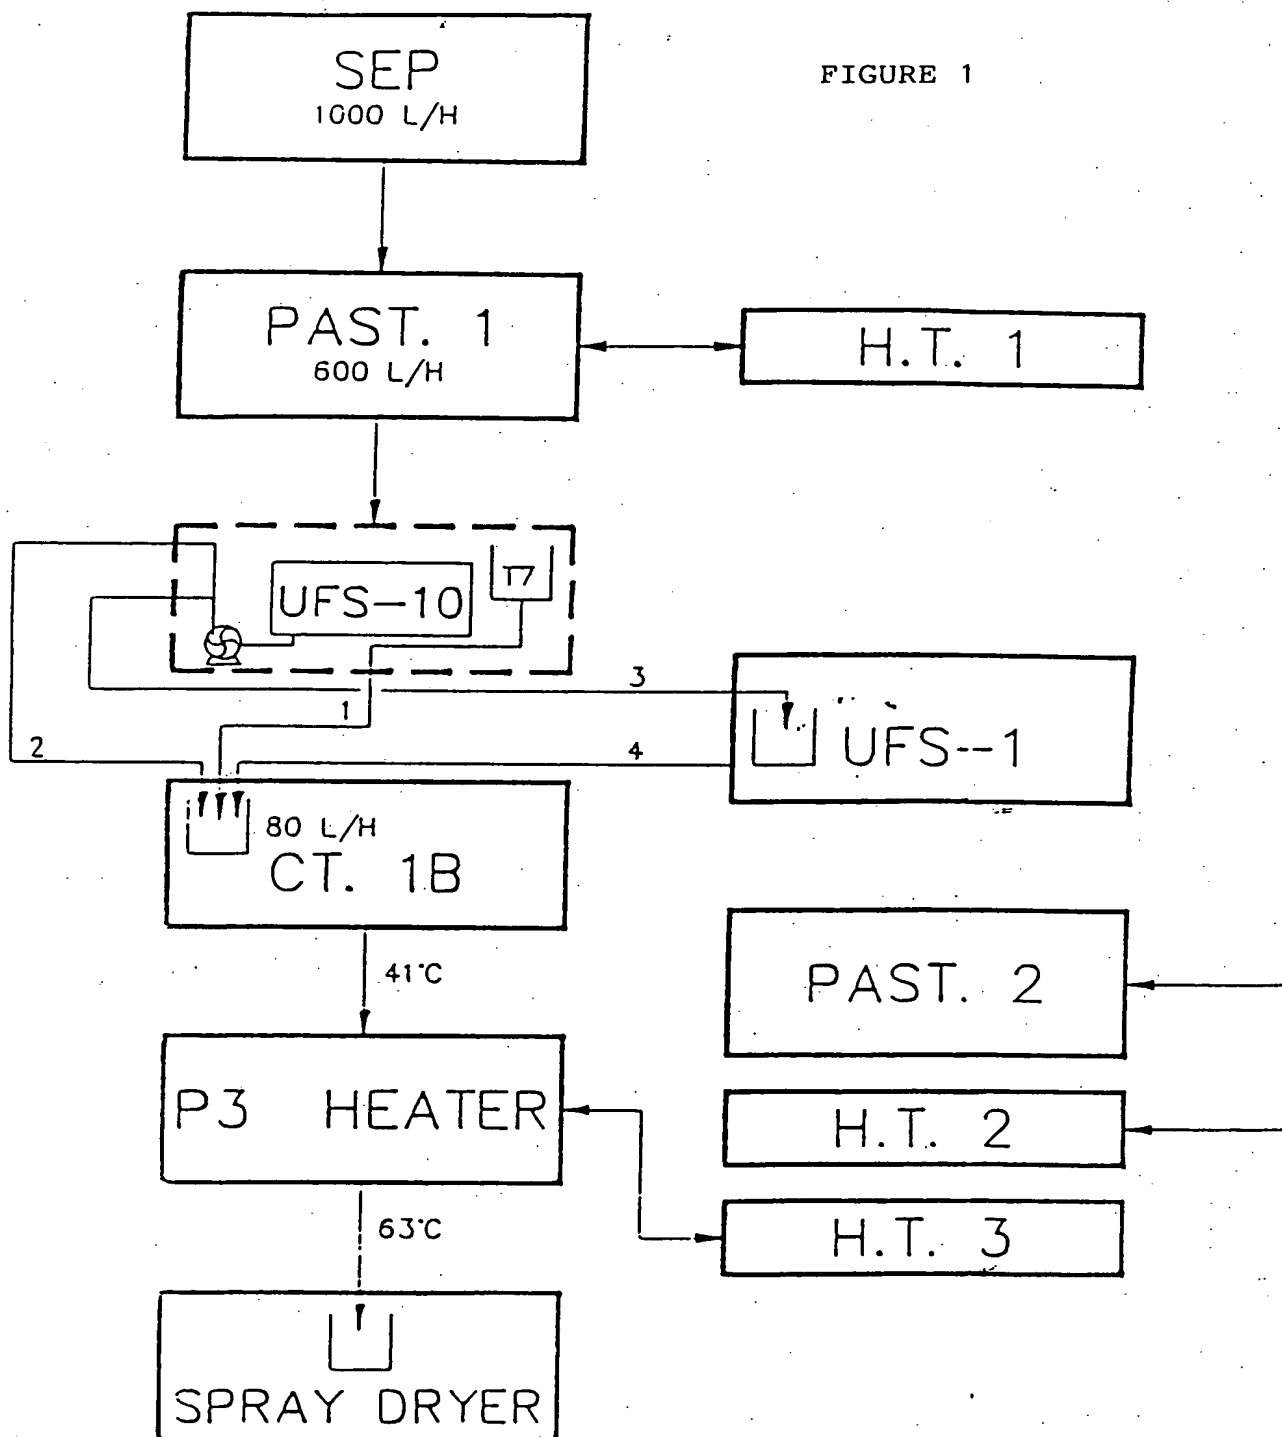 FIGURE 1
SEP
1000 L/H
PAST. 1
600 L/H
H.T. 1
UFS-10
T7
3
1
2
4
UFS--1
80 L/H
CT. 1B
41°C
PAST. 2
P3 HEATER
H.T. 2
63°C
H.T. 3
SPRAY DRYER